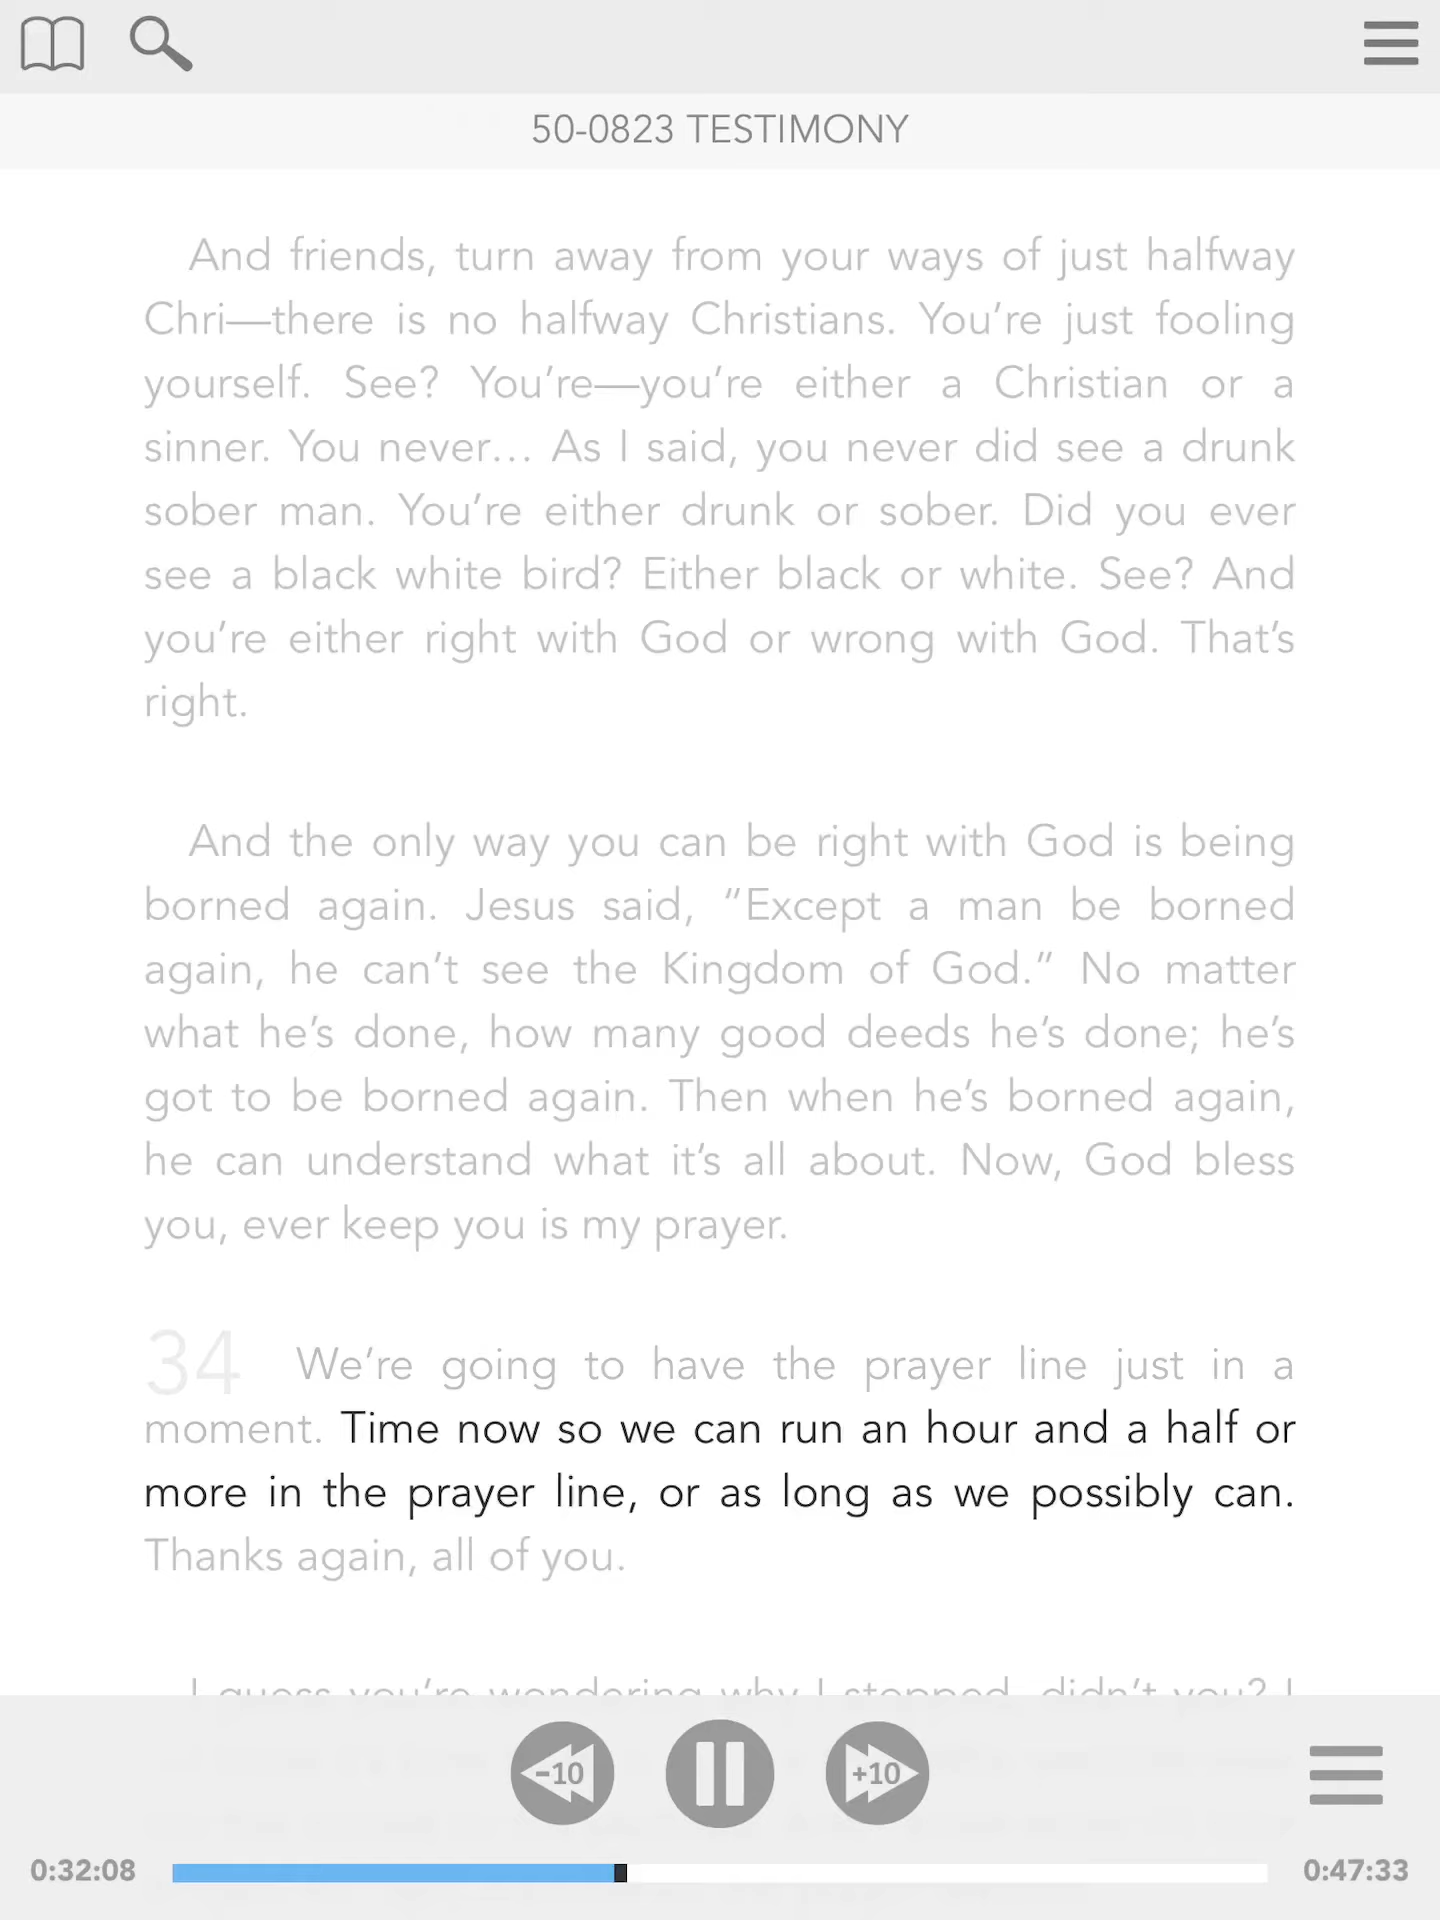 50-0823 TESTIMONY
And friends, turn away from your ways of just halfway
Chri—there is no halfway Christians. You’re just fooling
yourself. See? You’re—you’re either a Christian or a
sinner. You never… As I said, you never did see a drunk
sober man. You’re either drunk or sober. Did you ever
see a black white bird? Either black or white. See? And
you’re either right with God or wrong with God. That’s
right.
And the only way you can be right with God is being
borned again. Jesus said, “Except a man be borned
again, he can’t see the Kingdom of God.” No matter
what he’s done, how many good deeds he’s done; he’s
got to be borned again. Then when he’s borned again,
he can understand what it’s all about. Now, God bless
you, ever keep you is my prayer.
34 We’re going to have the prayer line just in a
moment. Time now so we can run an hour and a half or
more in the prayer line, or as long as we possibly can.
Thanks again, all of you.
I guess you’re wondering why I stopped, didn’t you? I
-10 +10
0:32:08 0:47:33